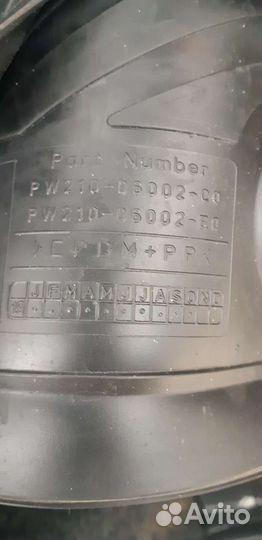 Part Number
PW210-06002-C0
PW210-06002-E0
>EPDM+PP<
J F M A M J J A S O N D
Avito